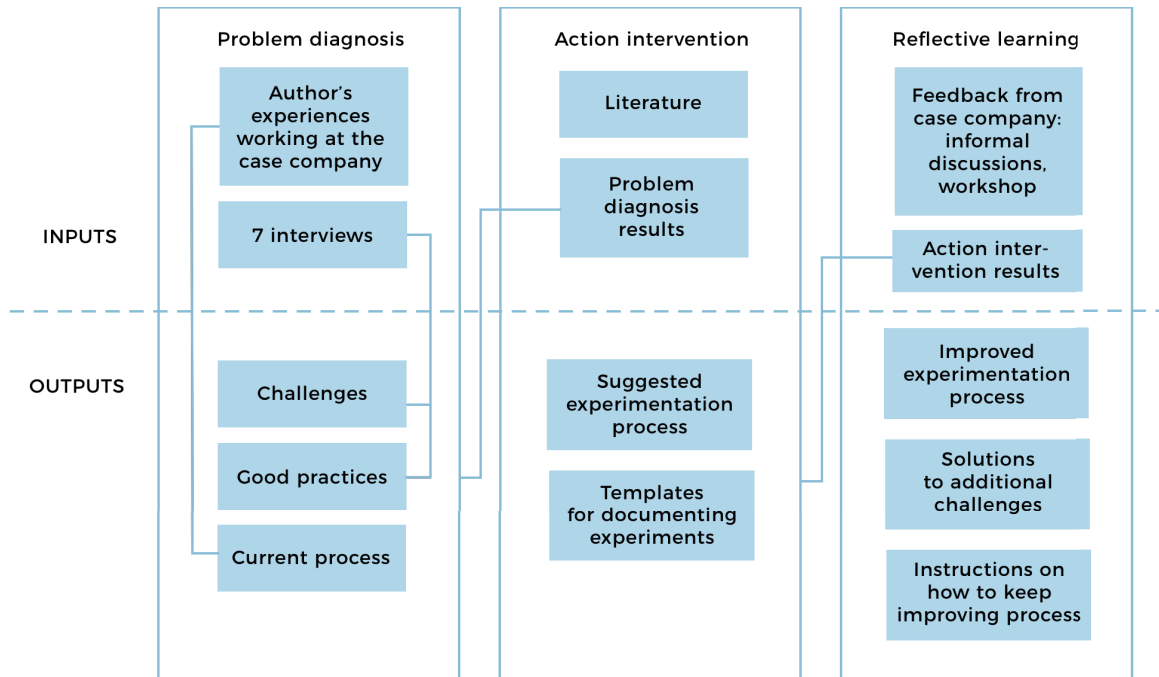 Problem diagnosis
Author's
experiences
working at the
case company
7 interviews
Challenges
Good practices
Current process
Action intervention
Literature
Problem
diagnosis
results
Suggested
experimentation
process
Templates
for documenting
experiments
Reflective learning
Feedback from
case company:
informal
discussions,
workshop
Action inter-
vention results
Improved
experimentation
process
Solutions
to additional
challenges
Instructions on
how to keep
improving process
INPUTS
OUTPUTS